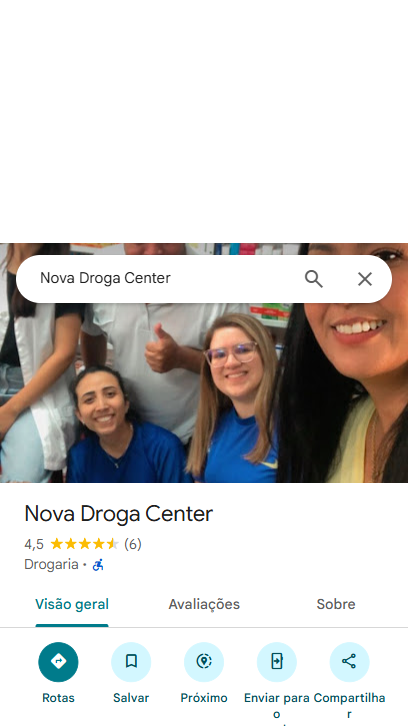 Nova Droga Center
Nova Droga Center
4,5 (6)
Drogaria ·
Visão geral Avaliações Sobre
Rotas Salvar Próximo Enviar para o Compartilhar